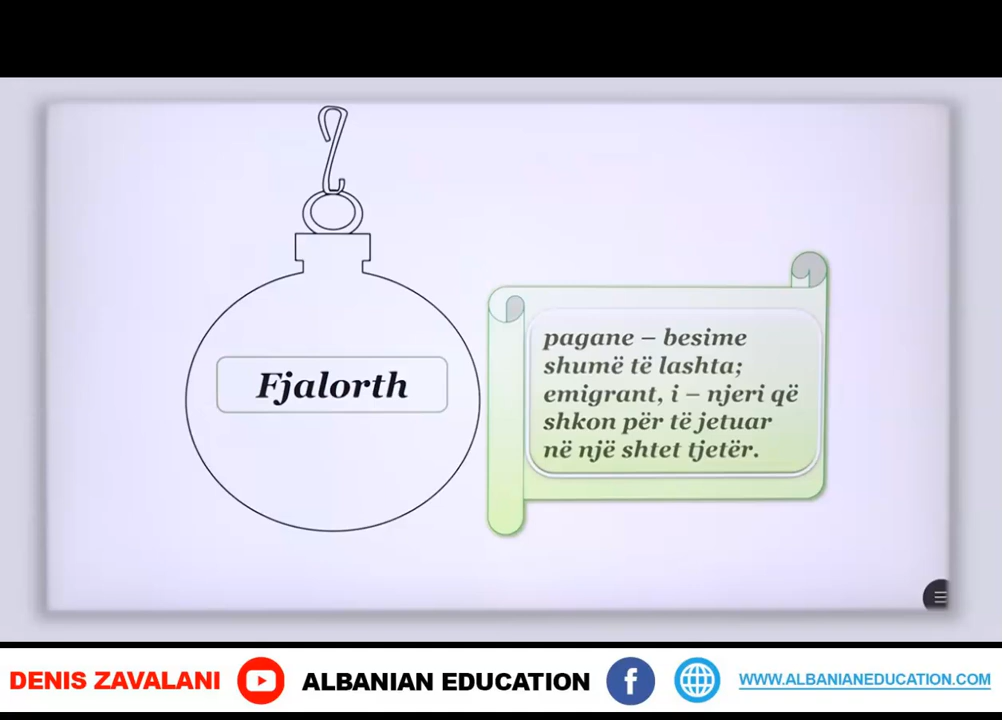 Fjalorth
pagane – besime
shumë të lashta;
emigrant, i – njeri që
shkon për të jetuar
në një shtet tjetër.
DENIS ZAVALANI
ALBANIAN EDUCATION
WWW.ALBANIANEDUCATION.COM